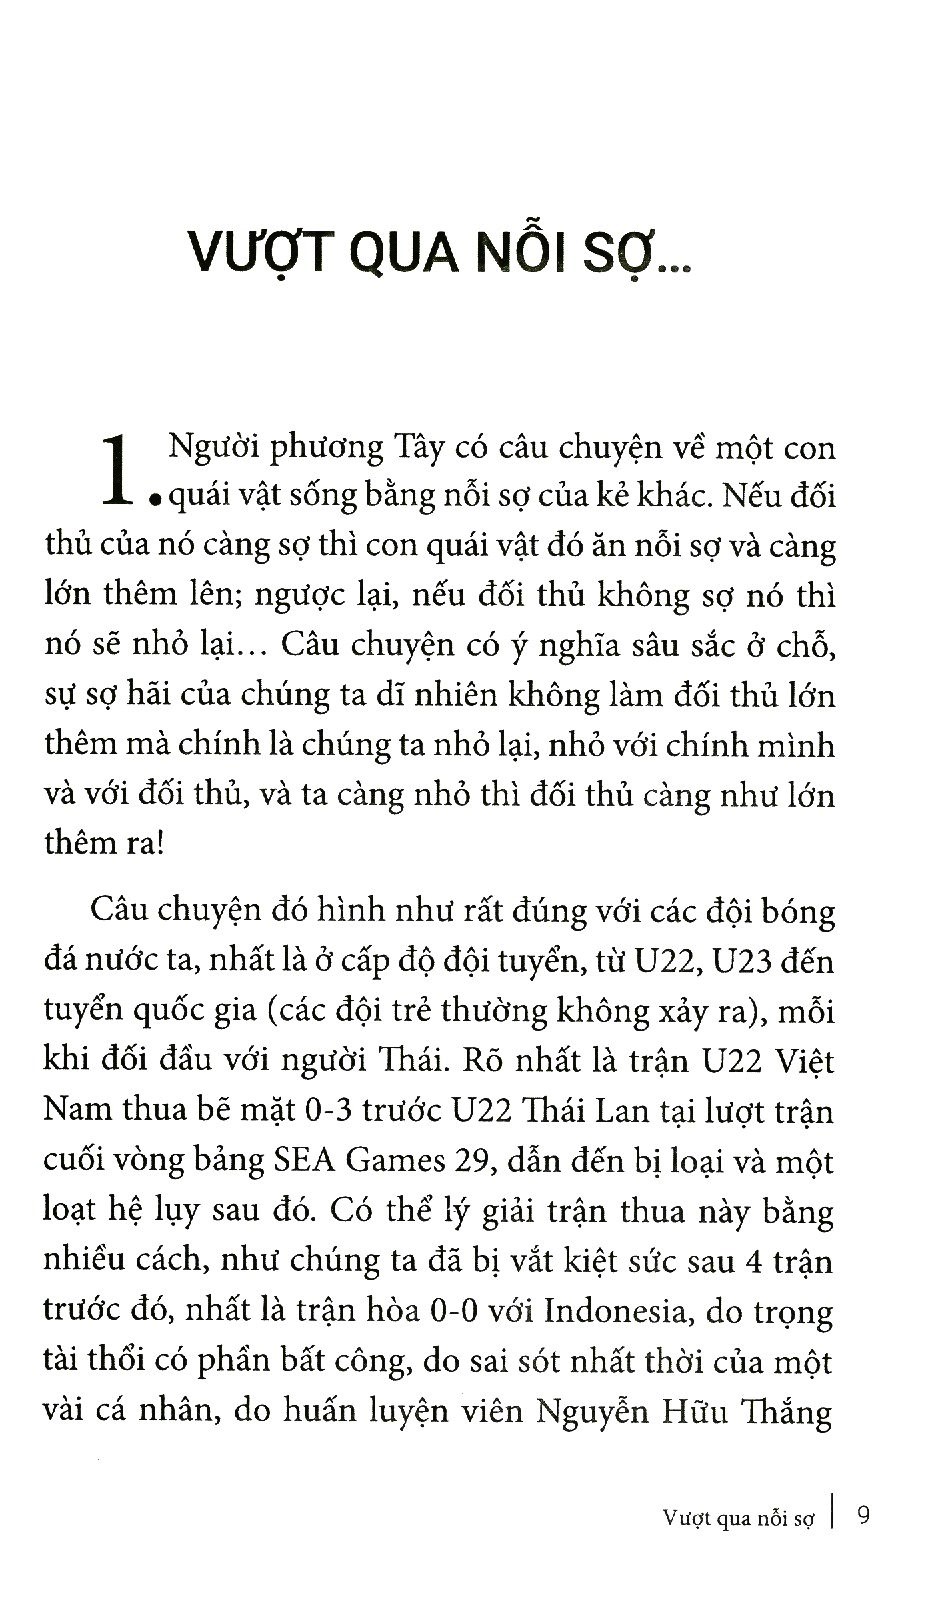 VƯỢT QUA NỖI SỢ...
1. Người phương Tây có câu chuyện về một con
quái vật sống bằng nỗi sợ của kẻ khác. Nếu đối
thủ của nó càng sợ thì con quái vật đó ăn nỗi sợ và càng
lớn thêm lên; ngược lại, nếu đối thủ không sợ nó thì
nó sẽ nhỏ lại... Câu chuyện có ý nghĩa sâu sắc ở chỗ,
sự sợ hãi của chúng ta dĩ nhiên không làm đối thủ lớn
thêm mà chính là chúng ta nhỏ lại, nhỏ với chính mình
và với đối thủ, và ta càng nhỏ thì đối thủ càng như lớn
thêm ra!
Câu chuyện đó hình như rất đúng với các đội bóng
đá nước ta, nhất là ở cấp độ đội tuyển, từ U22, U23 đến
tuyển quốc gia (các đội trẻ thường không xảy ra), mỗi
khi đối đầu với người Thái. Rõ nhất là trận U22 Việt
Nam thua bẽ mặt 0-3 trước U22 Thái Lan tại lượt trận
cuối vòng bảng SEA Games 29, dẫn đến bị loại và một
loạt hệ lụy sau đó. Có thể lý giải trận thua này bằng
nhiều cách, như chúng ta đã bị vắt kiệt sức sau 4 trận
trước đó, nhất là trận hòa 0-0 với Indonesia, do trọng
tài thổi có phần bất công, do sai sót nhất thời của một
vài cá nhân, do huấn luyện viên Nguyễn Hữu Thắng
Vượt qua nỗi sợ | 9